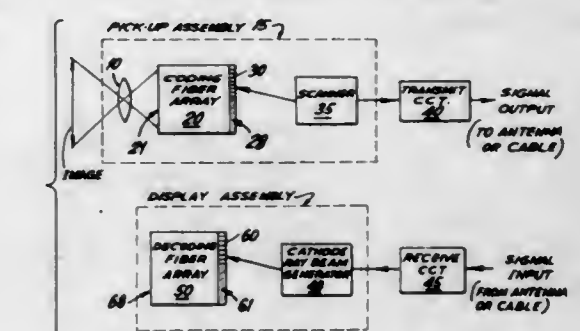 PICK-UP ASSEMBLY 15
10
CODING
FIBER
ARRAY
20
30
SCANNER
35
TRANSMIT
CCT.
40
SIGNAL
OUTPUT
(TO ANTENNA
OR CABLE)
21
28
IMAGE
DISPLAY ASSEMBLY
DECODING
FIBER
ARRAY
50
60
CATHODE
RAY BEAM
GENERATOR
RECEIVE
CCT
45
SIGNAL
INPUT
(FROM ANTENNA
OR CABLE)
68
61